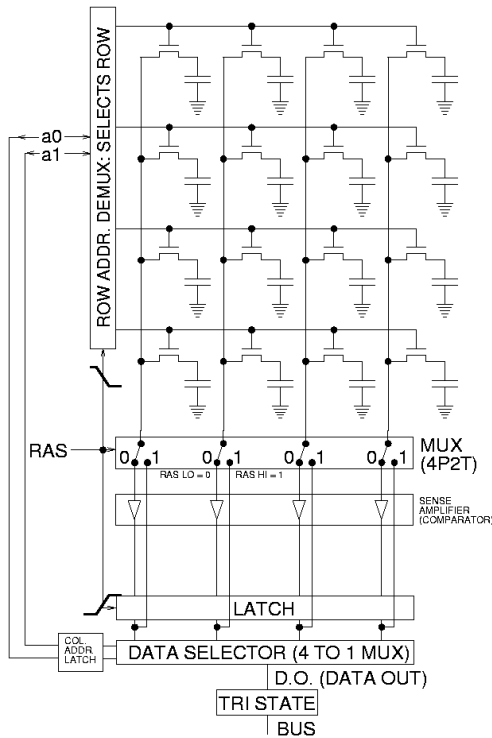 ROW ADDR. DEMUX: SELECTS ROW
a0
a1
RAS
0 1 0 1 0 1 0 1
MUX
(4P2T)
RAS LO = 0
RAS HI = 1
SENSE
AMPLIFIER
(COMPARATOR)
LATCH
COL.
ADDR.
LATCH
DATA SELECTOR (4 TO 1 MUX)
D.O. (DATA OUT)
TRI STATE
BUS